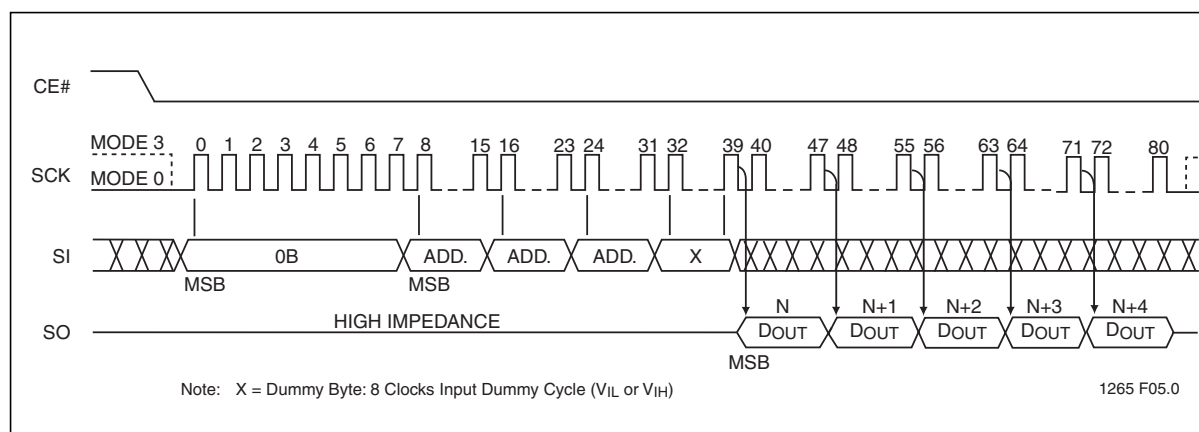 CE#
MODE 3
0 1 2 3 4 5 6 7 8 15 16 23 24 31 32 39 40 47 48 55 56 63 64 71 72 80
SCK
MODE 0
SI
0B ADD. ADD. ADD. X
MSB MSB
N N+1 N+2 N+3 N+4
HIGH IMPEDANCE
SO
DOUT DOUT DOUT DOUT DOUT
MSB
Note: X = Dummy Byte: 8 Clocks Input Dummy Cycle (VIL or VIH)
1265 F05.0